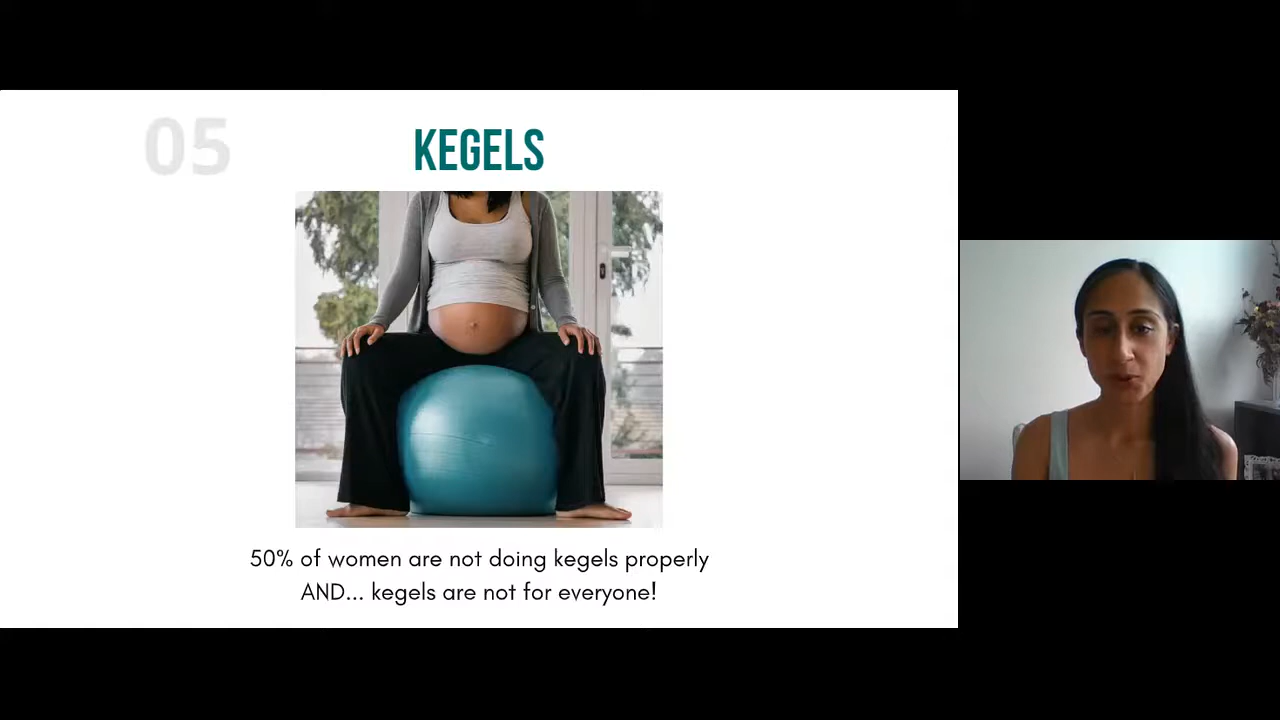 05
KEGELS
50% of women are not doing kegels properly
AND... kegels are not for everyone!